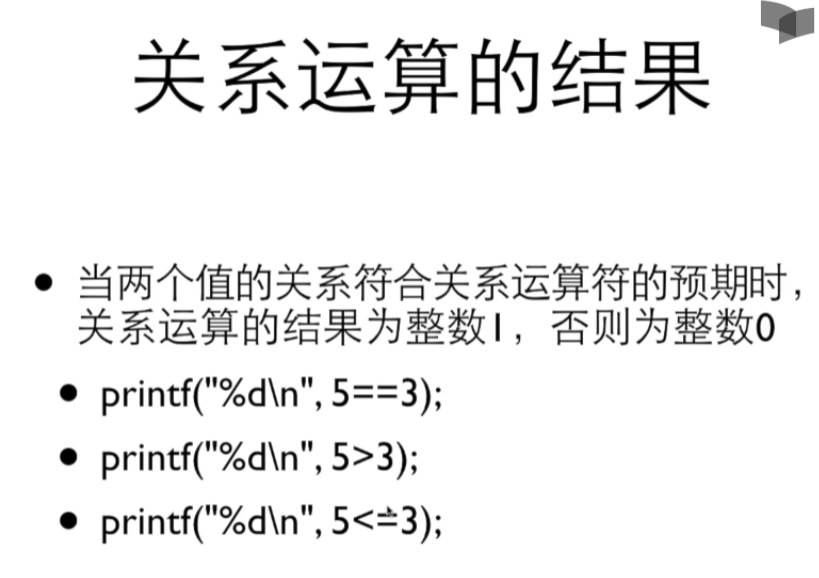 关系运算的结果
• 当两个值的关系符合关系运算符的预期时，
关系运算的结果为整数1，否则为整数0
• printf("%d\n", 5==3);
• printf("%d\n", 5>3);
• printf("%d\n", 5<=3);